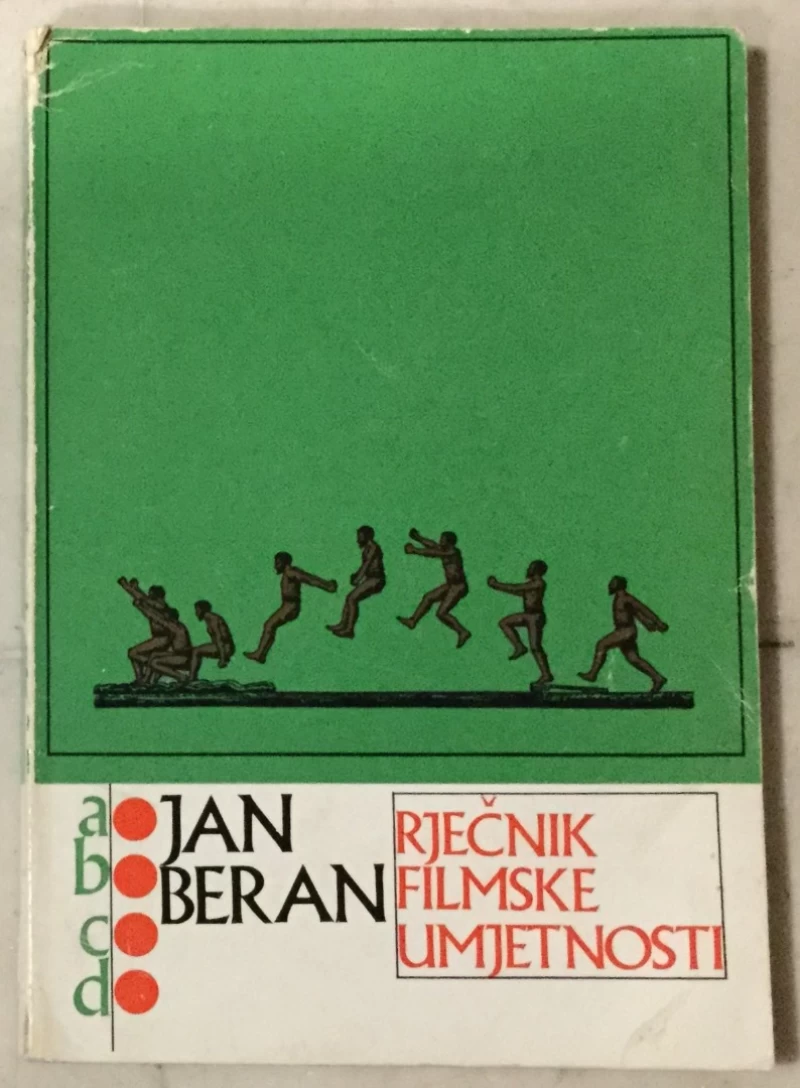 a
b
c
d
JAN
BERAN
RJEČNIK
FILMSKE
UMJETNOSTI